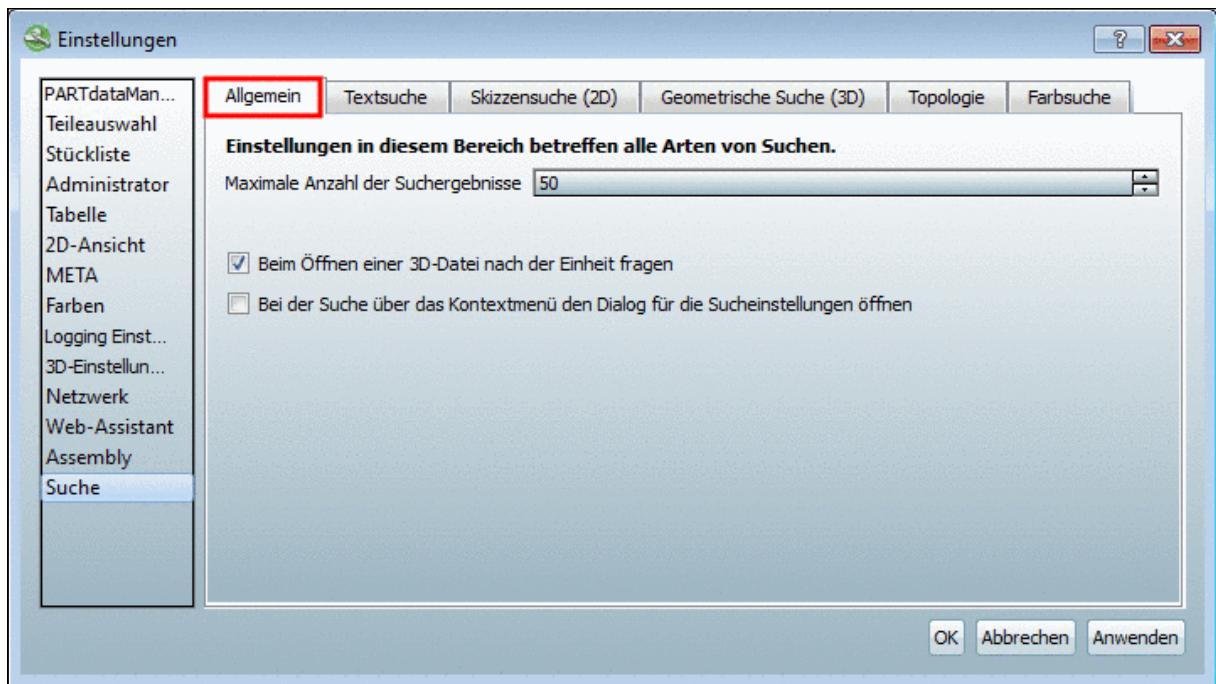 Einstellungen
?
PARTdataMan...
Teileauswahl
Stückliste
Administrator
Tabelle
2D-Ansicht
META
Farben
Logging Einst...
3D-Einstellun...
Netzwerk
Web-Assistant
Assembly
Suche
Allgemein
Textsuche
Skizzensuche (2D)
Geometrische Suche (3D)
Topologie
Farbsuche
Einstellungen in diesem Bereich betreffen alle Arten von Suchen.
Maximale Anzahl der Suchergebnisse 50
Beim Öffnen einer 3D-Datei nach der Einheit fragen
Bei der Suche über das Kontextmenü den Dialog für die Sucheinstellungen öffnen
OK
Abbrechen
Anwenden